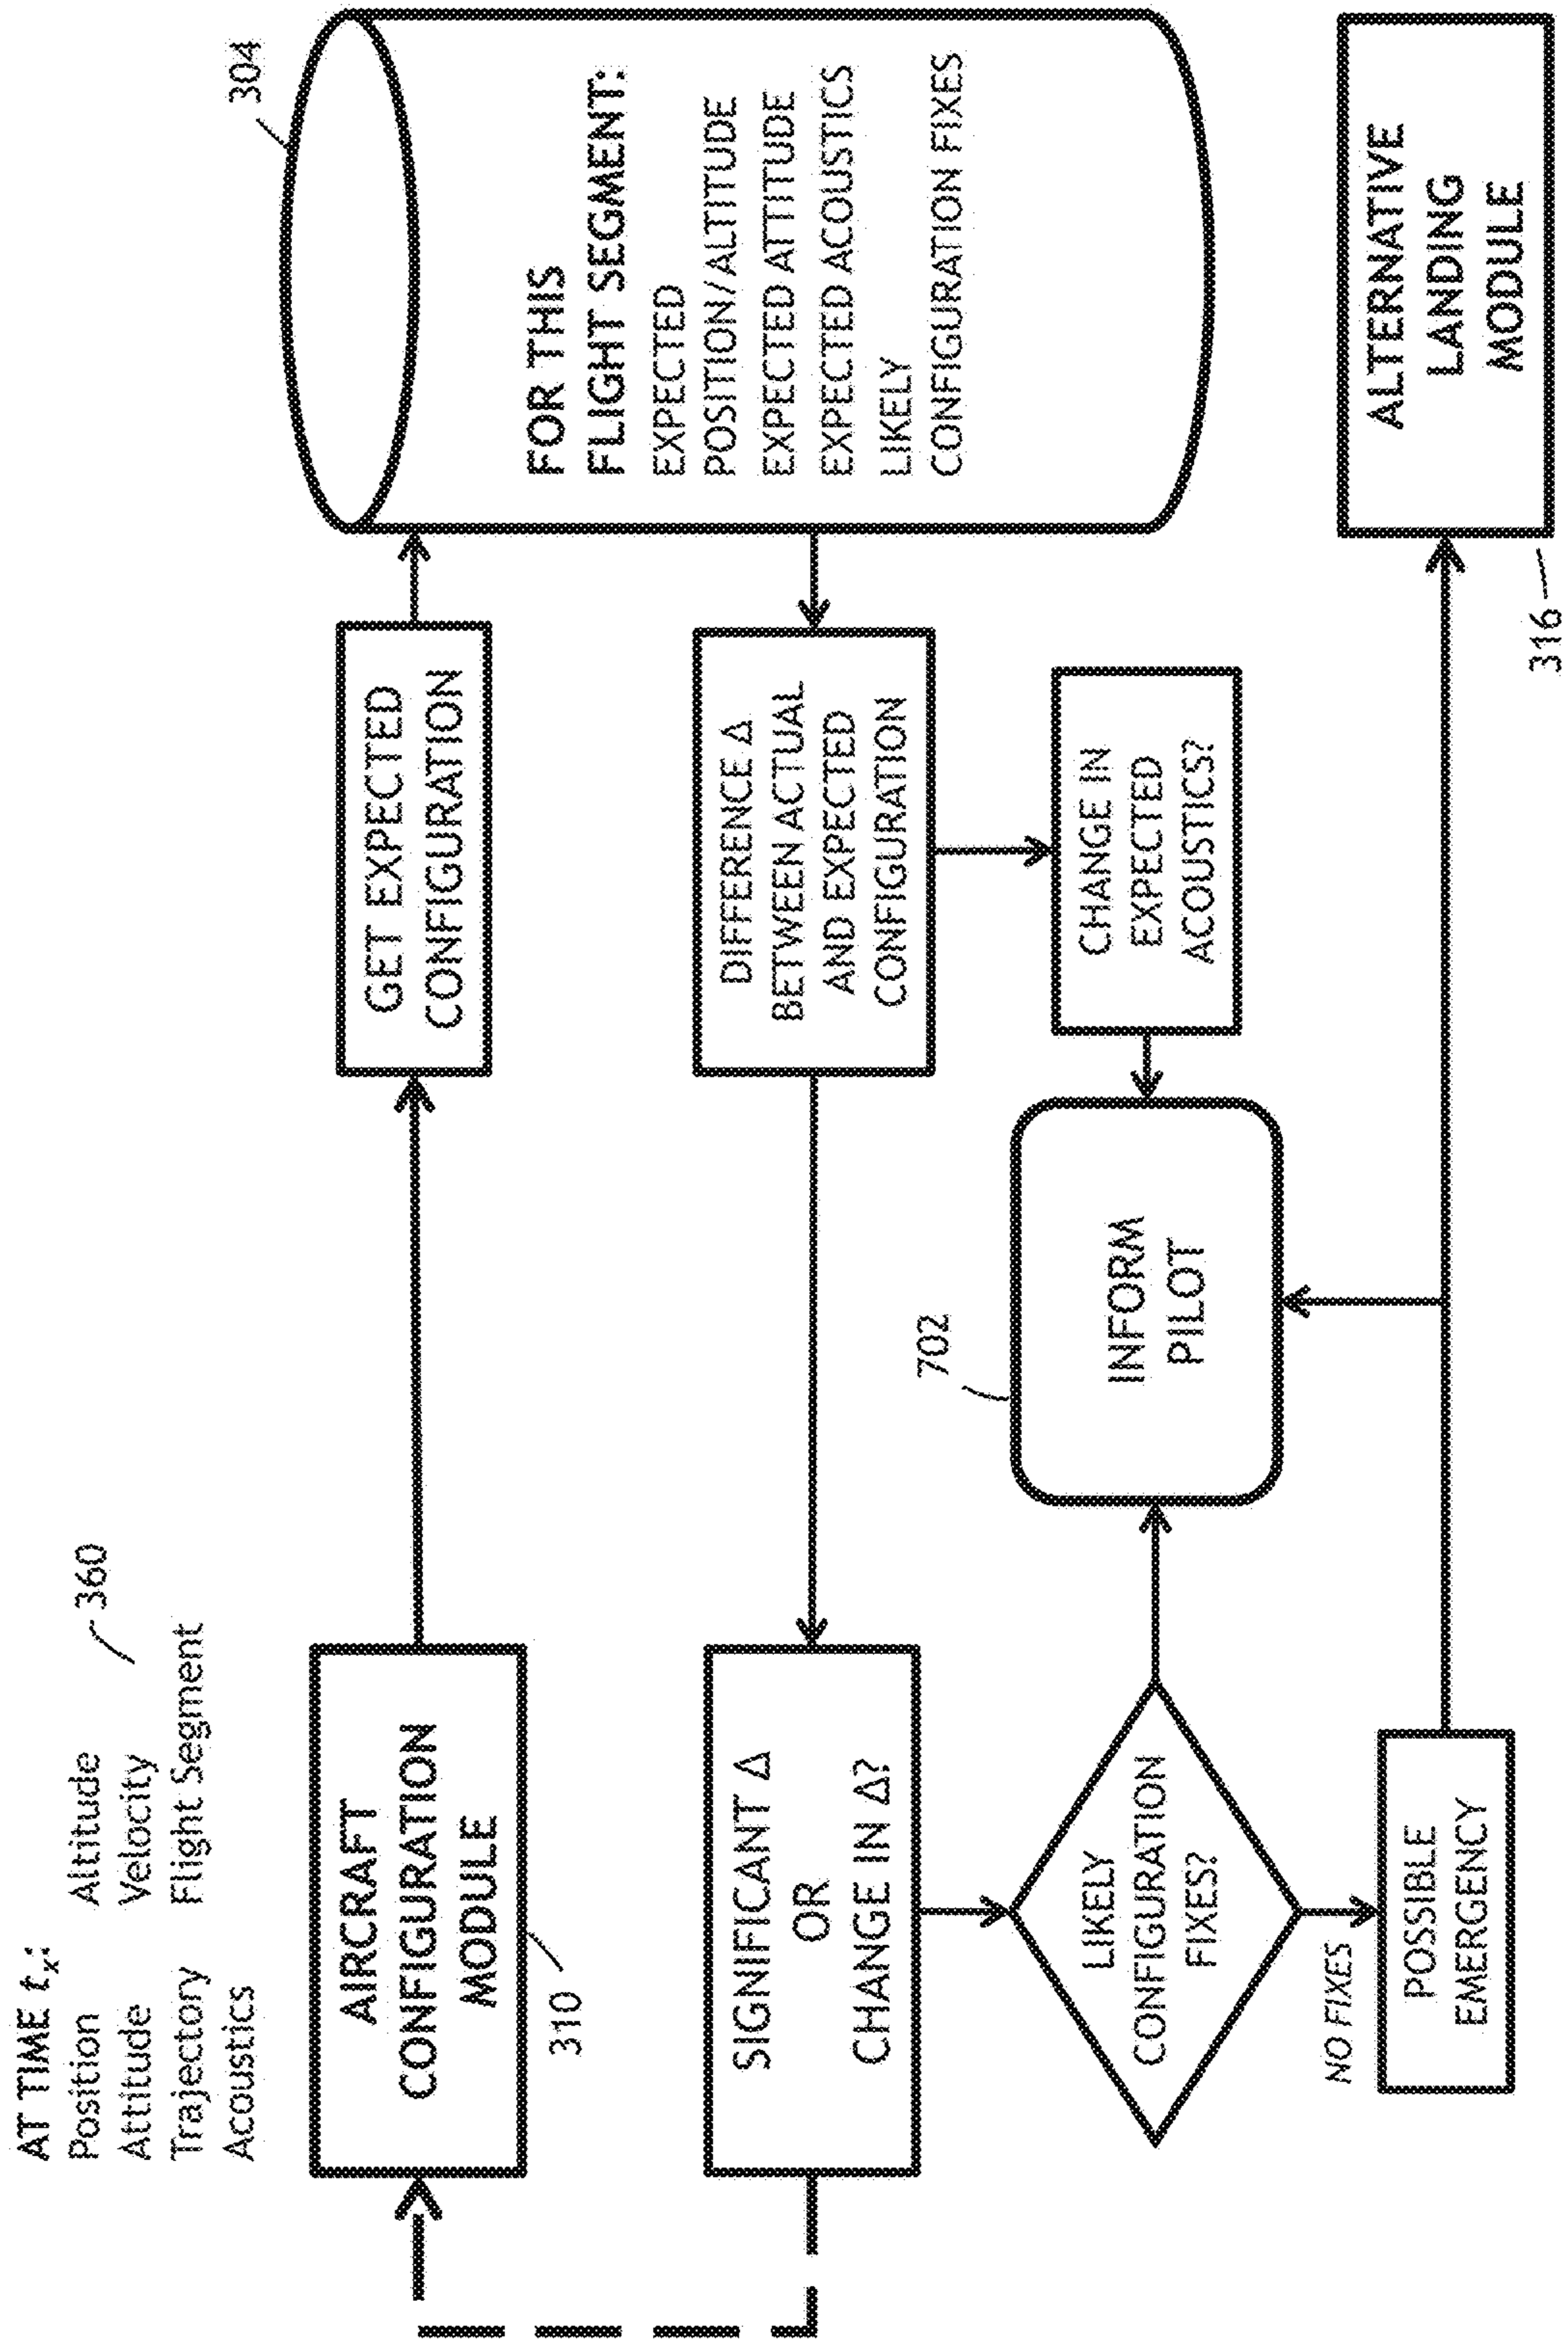 AT TIME tx:
Position Altitude
Attitude Velocity
Trajectory Flight Segment
Acoustics
360
AIRCRAFT
CONFIGURATION
MODULE
310
GET EXPECTED
CONFIGURATION
304
FOR THIS
FLIGHT SEGMENT:
EXPECTED
POSITION/ALTITUDE
EXPECTED ATTITUDE
EXPECTED ACOUSTICS
LIKELY
CONFIGURATION FIXES
SIGNIFICANT Δ
OR
CHANGE IN Δ?
DIFFERENCE Δ
BETWEEN ACTUAL
AND EXPECTED
CONFIGURATION
LIKELY
CONFIGURATION
FIXES?
702
INFORM
PILOT
CHANGE IN
EXPECTED
ACOUSTICS?
NO FIXES
POSSIBLE
EMERGENCY
ALTERNATIVE
LANDING
MODULE
316